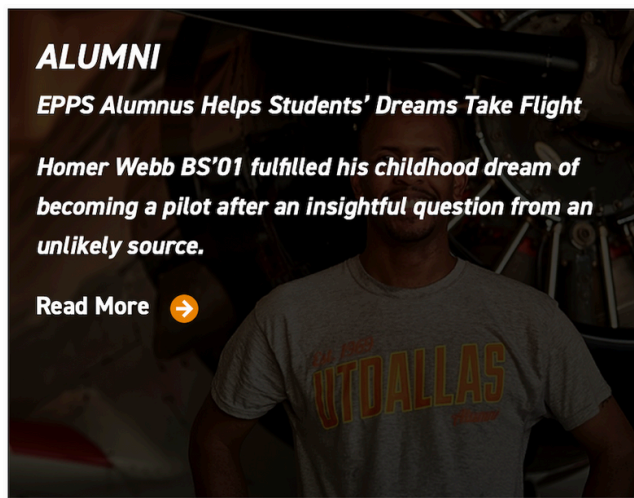 ALUMNI
EPPS Alumnus Helps Students’ Dreams Take Flight
Homer Webb BS’01 fulfilled his childhood dream of
becoming a pilot after an insightful question from an
unlikely source.
Read More
UTDALLAS